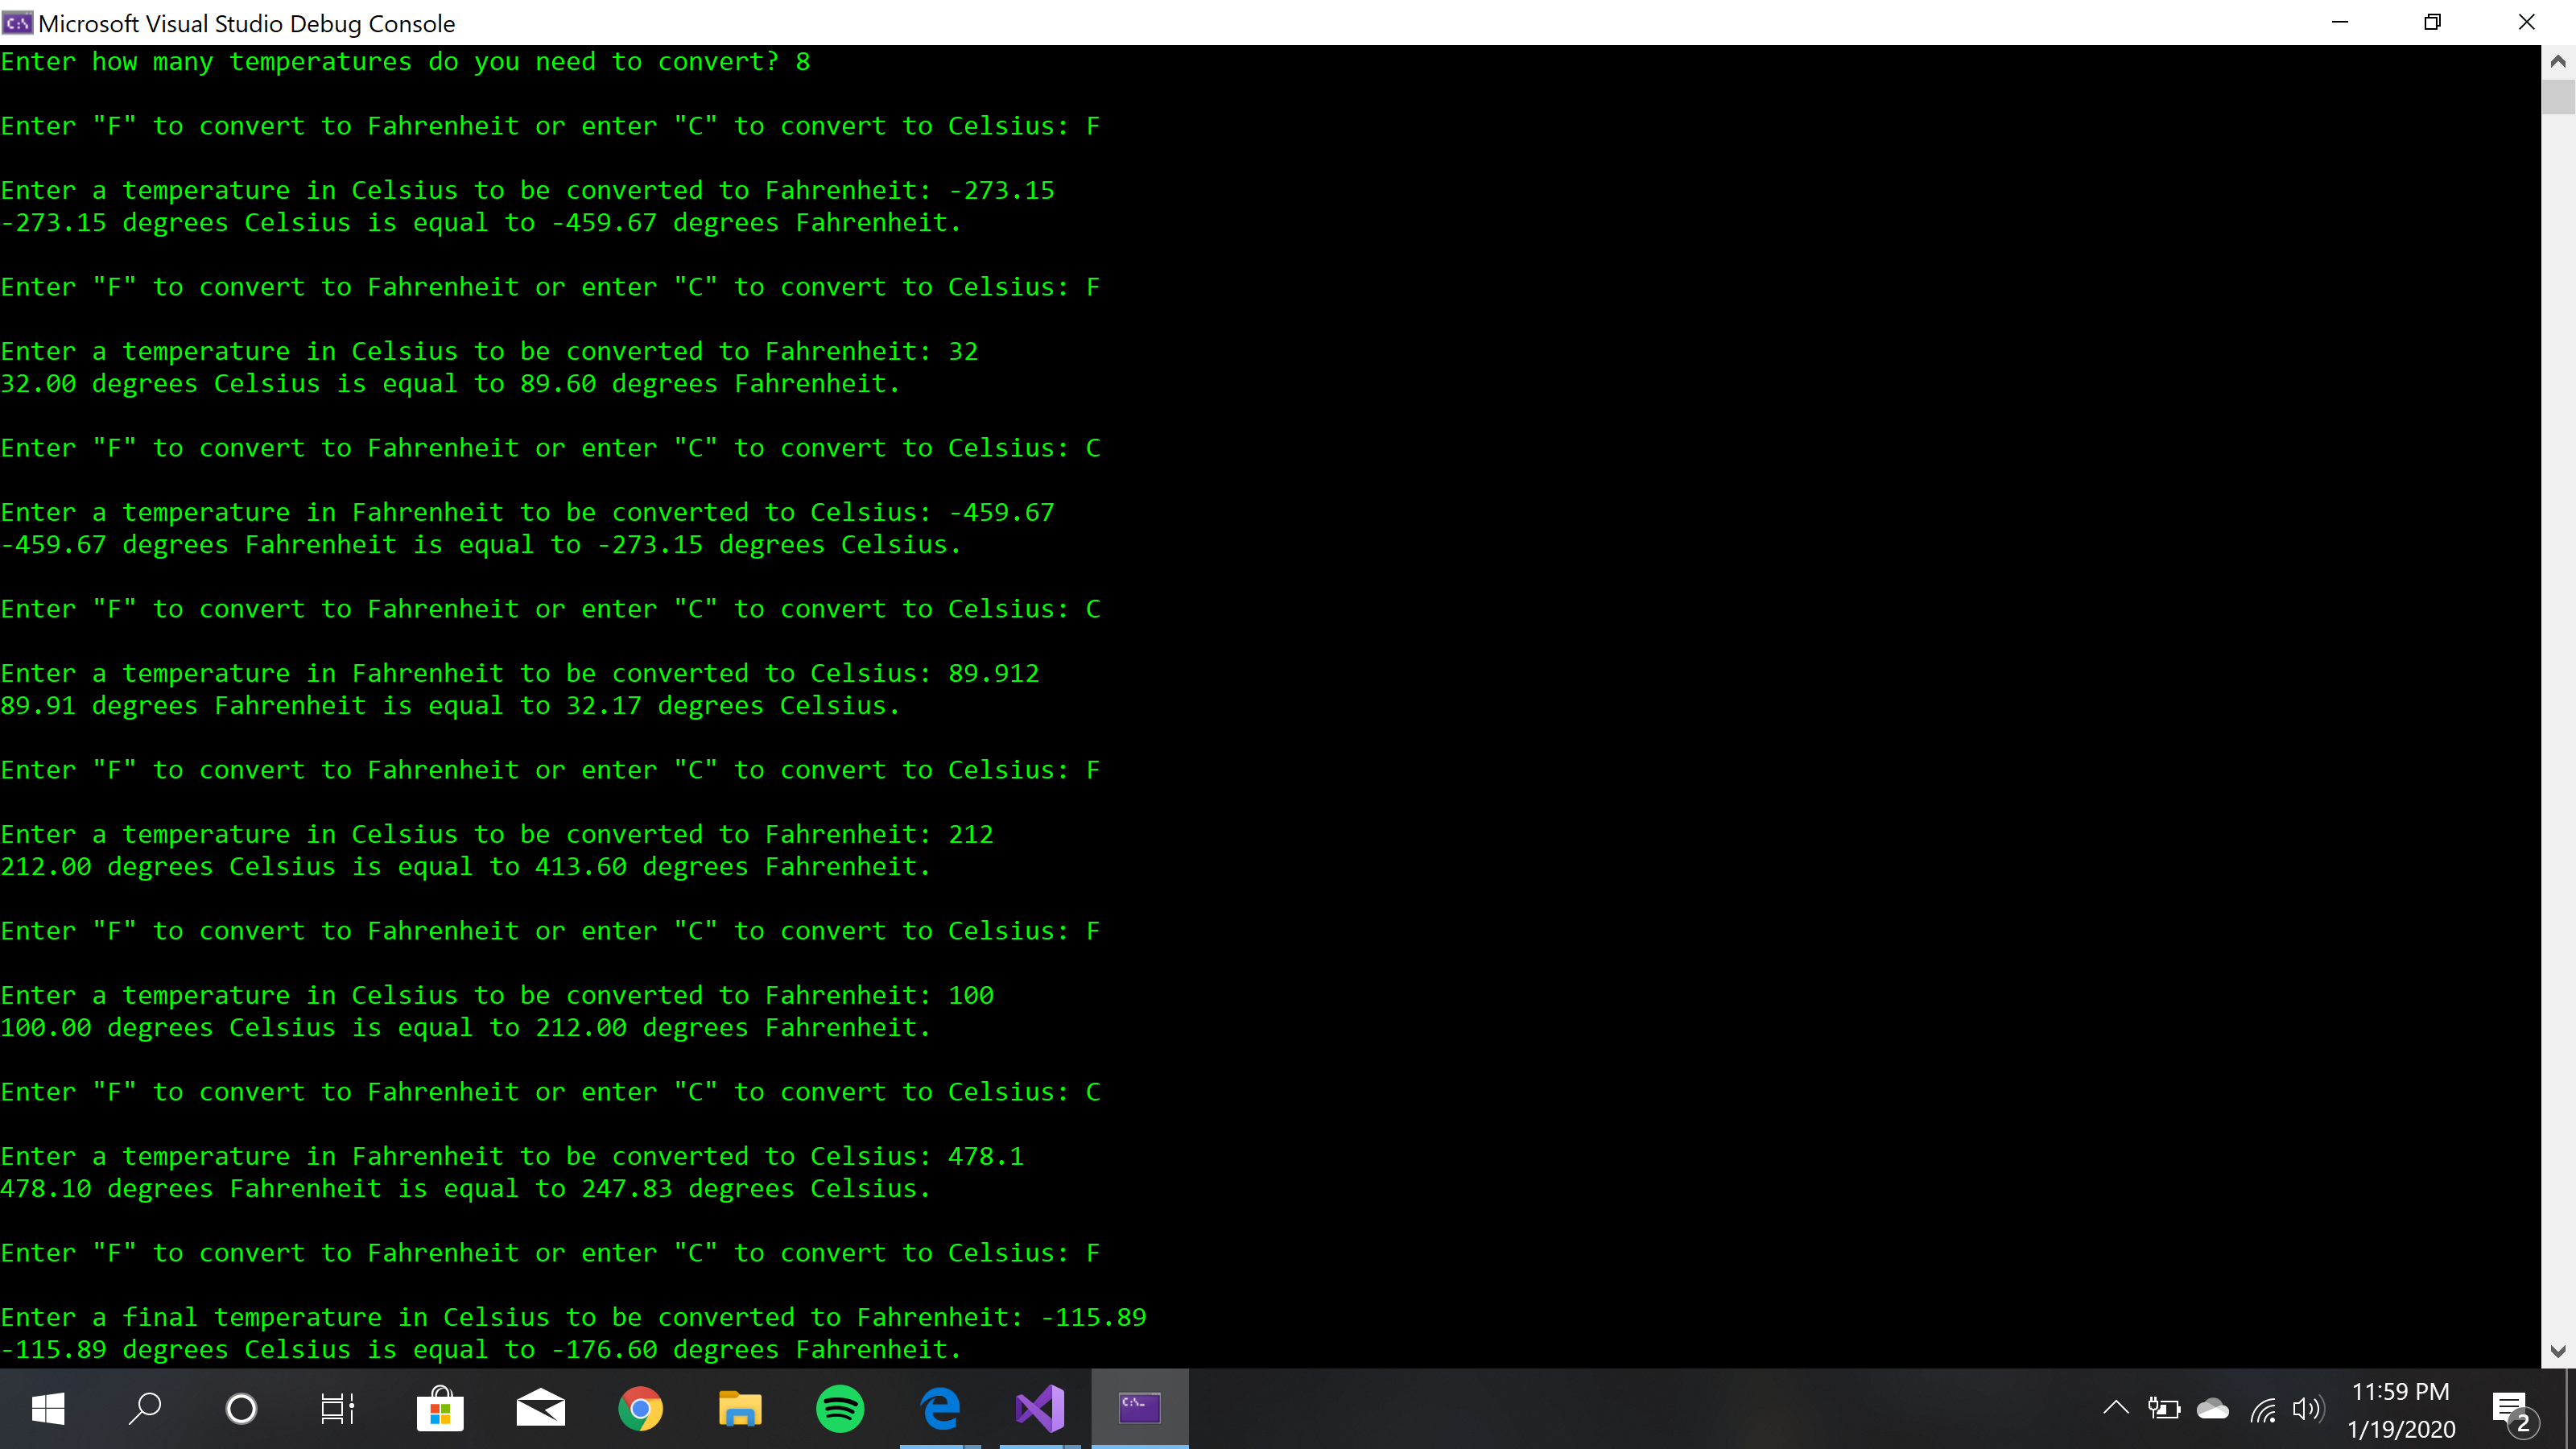 Microsoft Visual Studio Debug Console
Enter how many temperatures do you need to convert? 8
Enter "F" to convert to Fahrenheit or enter "C" to convert to Celsius: F
Enter a temperature in Celsius to be converted to Fahrenheit: -273.15
-273.15 degrees Celsius is equal to -459.67 degrees Fahrenheit.
Enter "F" to convert to Fahrenheit or enter "C" to convert to Celsius: F
Enter a temperature in Celsius to be converted to Fahrenheit: 32
32.00 degrees Celsius is equal to 89.60 degrees Fahrenheit.
Enter "F" to convert to Fahrenheit or enter "C" to convert to Celsius: C
Enter a temperature in Fahrenheit to be converted to Celsius: -459.67
-459.67 degrees Fahrenheit is equal to -273.15 degrees Celsius.
Enter "F" to convert to Fahrenheit or enter "C" to convert to Celsius: C
Enter a temperature in Fahrenheit to be converted to Celsius: 89.912
89.91 degrees Fahrenheit is equal to 32.17 degrees Celsius.
Enter "F" to convert to Fahrenheit or enter "C" to convert to Celsius: F
Enter a temperature in Celsius to be converted to Fahrenheit: 212
212.00 degrees Celsius is equal to 413.60 degrees Fahrenheit.
Enter "F" to convert to Fahrenheit or enter "C" to convert to Celsius: F
Enter a temperature in Celsius to be converted to Fahrenheit: 100
100.00 degrees Celsius is equal to 212.00 degrees Fahrenheit.
Enter "F" to convert to Fahrenheit or enter "C" to convert to Celsius: C
Enter a temperature in Fahrenheit to be converted to Celsius: 478.1
478.10 degrees Fahrenheit is equal to 247.83 degrees Celsius.
Enter "F" to convert to Fahrenheit or enter "C" to convert to Celsius: F
Enter a final temperature in Celsius to be converted to Fahrenheit: -115.89
-115.89 degrees Celsius is equal to -176.60 degrees Fahrenheit.
11:59 PM
1/19/2020
2